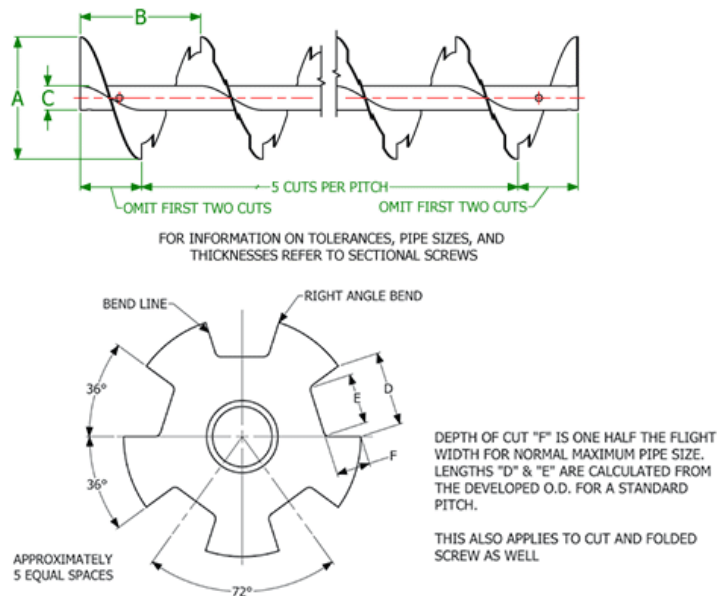 B
A
C
5 CUTS PER PITCH
OMIT FIRST TWO CUTS
OMIT FIRST TWO CUTS
FOR INFORMATION ON TOLERANCES, PIPE SIZES, AND
THICKNESSES REFER TO SECTIONAL SCREWS
BEND LINE
RIGHT ANGLE BEND
36°
36°
D
E
F
72°
APPROXIMATELY
5 EQUAL SPACES
DEPTH OF CUT "F" IS ONE HALF THE FLIGHT
WIDTH FOR NORMAL MAXIMUM PIPE SIZE.
LENGTHS "D" & "E" ARE CALCULATED FROM
THE DEVELOPED O.D. FOR A STANDARD
PITCH.
THIS ALSO APPLIES TO CUT AND FOLDED
SCREW AS WELL